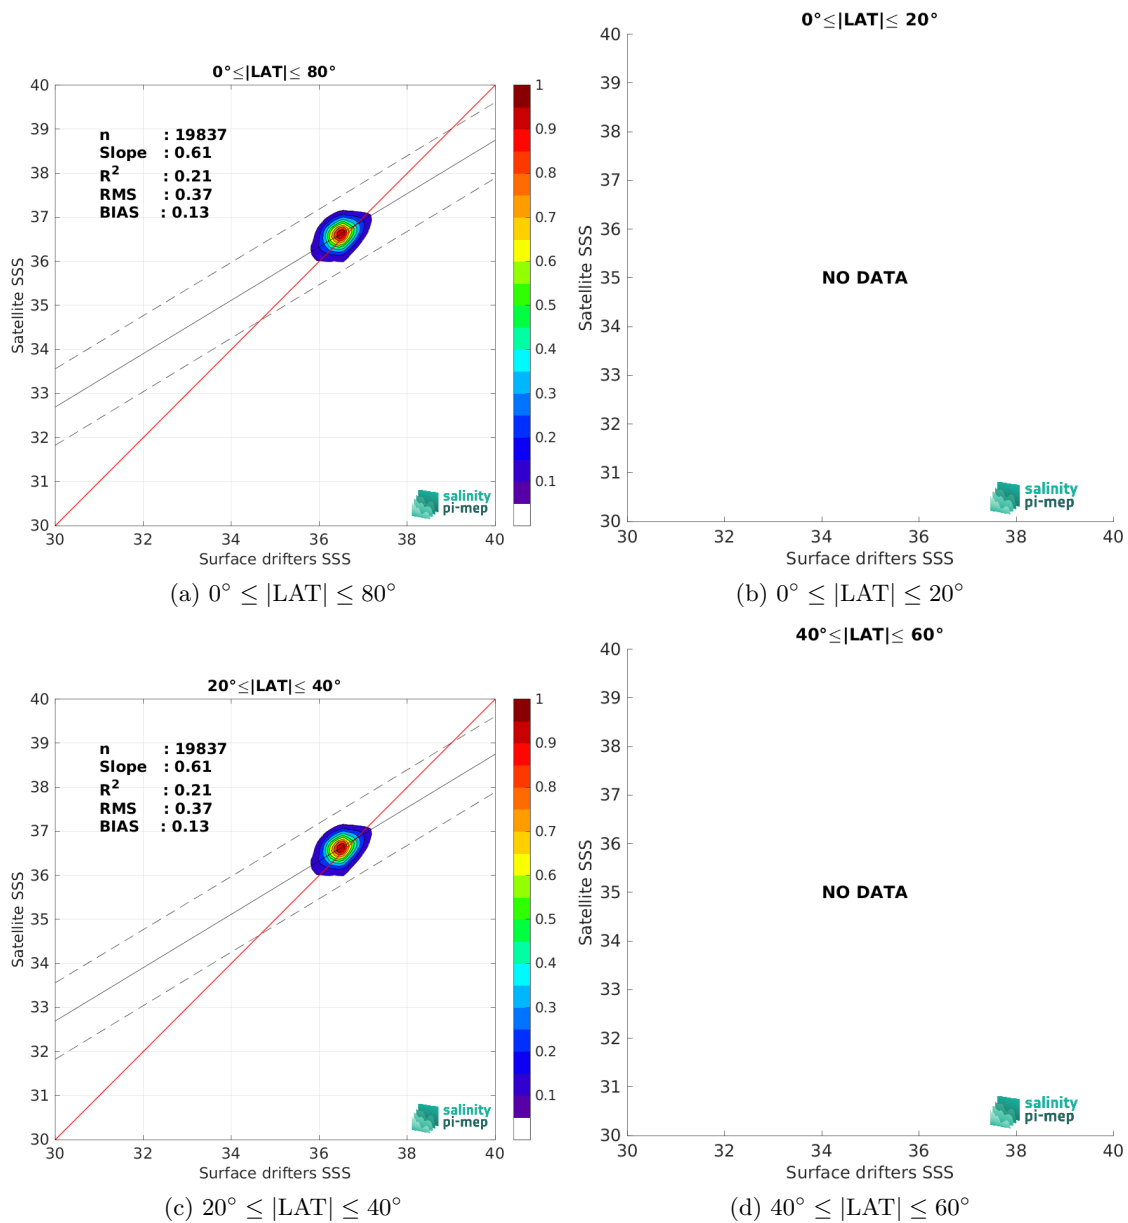 0°≤|LAT|≤ 80°
40
39
38
37
36
35
34
33
32
31
30
Satellite SSS
n : 19837
Slope : 0.61
R2 : 0.21
RMS : 0.37
BIAS : 0.13
salinity
pi-mep
30 32 34 36 38 40
Surface drifters SSS
1
0.9
0.8
0.7
0.6
0.5
0.4
0.3
0.2
0.1
(a) 0° ≤ |LAT| ≤ 80°
0°≤|LAT|≤ 20°
40
39
38
37
36
35
34
33
32
31
30
Satellite SSS
NO DATA
salinity
pi-mep
30 32 34 36 38 40
Surface drifters SSS
(b) 0° ≤ |LAT| ≤ 20°
20°≤|LAT|≤ 40°
40
39
38
37
36
35
34
33
32
31
30
Satellite SSS
n : 19837
Slope : 0.61
R2 : 0.21
RMS : 0.37
BIAS : 0.13
salinity
pi-mep
30 32 34 36 38 40
Surface drifters SSS
1
0.9
0.8
0.7
0.6
0.5
0.4
0.3
0.2
0.1
(c) 20° ≤ |LAT| ≤ 40°
40°≤|LAT|≤ 60°
40
39
38
37
36
35
34
33
32
31
30
Satellite SSS
NO DATA
salinity
pi-mep
30 32 34 36 38 40
Surface drifters SSS
(d) 40° ≤ |LAT| ≤ 60°